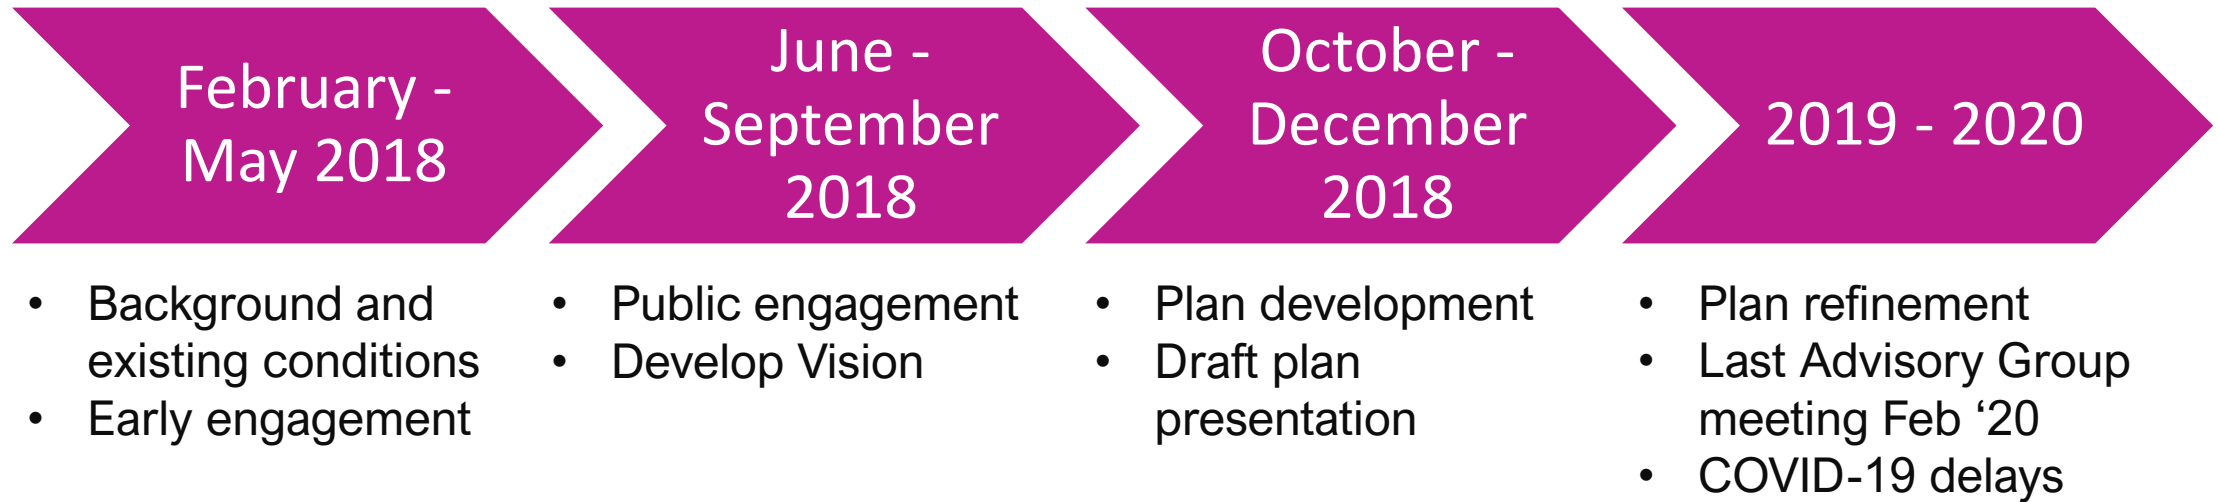 February -
May 2018
June -
September
2018
October -
December
2018
2019 - 2020
• Background and
existing conditions
• Early engagement
• Public engagement
• Develop Vision
• Plan development
• Draft plan
presentation
• Plan refinement
• Last Advisory Group
meeting Feb ‘20
• COVID-19 delays